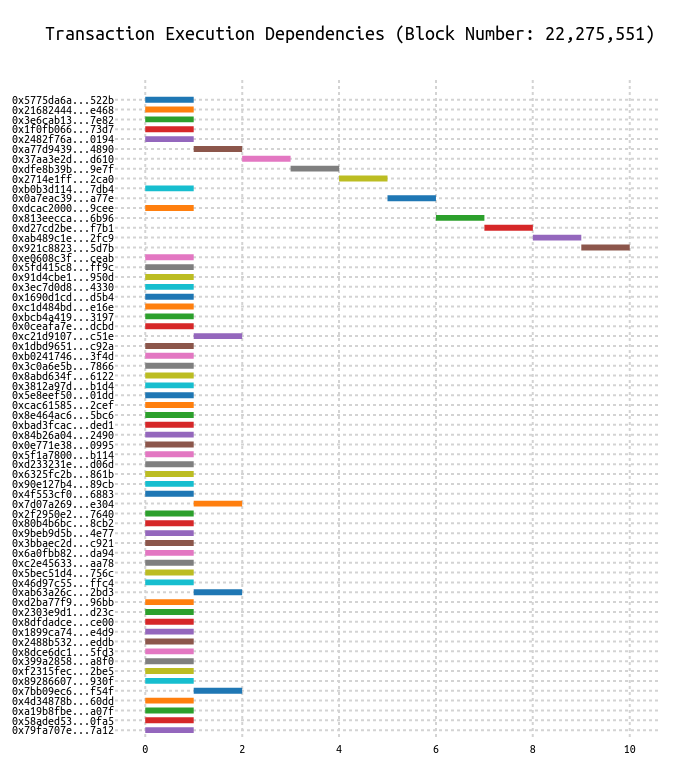 Transaction Execution Dependencies (Block Number: 22,275,551)
0x5775da6a...522b
0x21682444...e468
0x3e6cab13...7e82
0x1f0fb066...73d7
0x2482f76a...0194
0xa77d9439...4890
0x37aa3e2d...d610
0xdfe8b39b...9e7f
0x2714e1ff...2ca0
0xb0b3d114...7db4
0x0a7eac39...a77e
0xdcac2000...9cee
0x813eecca...6b96
0xd27cd2be...f7b1
0xab489c1e...2fc9
0x921c8823...5d7b
0xe0608c3f...ceab
0x5fd415c8...ff9c
0x91d4cbe1...950d
0x3ec7d0d8...4330
0x1690d1cd...d5b4
0xc1d484bd...e16e
0xbcb4a419...3197
0x0ceafa7e...dcbd
0xc21d9107...c51e
0x1dbd9651...c92a
0xb0241746...3f4d
0x3c0a6e5b...7866
0x8abd634f...6122
0x3812a97d...b1d4
0x5e8eef50...01dd
0xcac61585...2cef
0x8e464ac6...5bc6
0xbad3fcac...ded1
0x84b26a04...2490
0x0e771e38...0995
0x5f1a7800...b114
0xd233231e...d06d
0x6325fc2b...861b
0x90e127b4...89cb
0x4f553cf0...6883
0x7d07a269...e304
0x2f2950e2...7640
0x80b4b6bc...8cb2
0x9beb9d5b...4e77
0x3bbaec2d...c921
0x6a0fbb82...da94
0xc2e45633...aa78
0x5bec51d4...756c
0x46d97c55...ffc4
0xab63a26c...2bd3
0xd2ba77f9...96bb
0x2303e9d1...d23c
0x8dfdadce...ce00
0x1899ca74...e4d9
0x2488b532...eddb
0x8dce6dc1...5fd3
0x399a2858...a8f0
0xf2315fec...2be5
0x89286607...930f
0x7bb09ec6...f54f
0x4d34878b...60dd
0xa19b8fbe...a07f
0x58aded53...0fa5
0x79fa707e...7a12
0 2 4 6 8 10